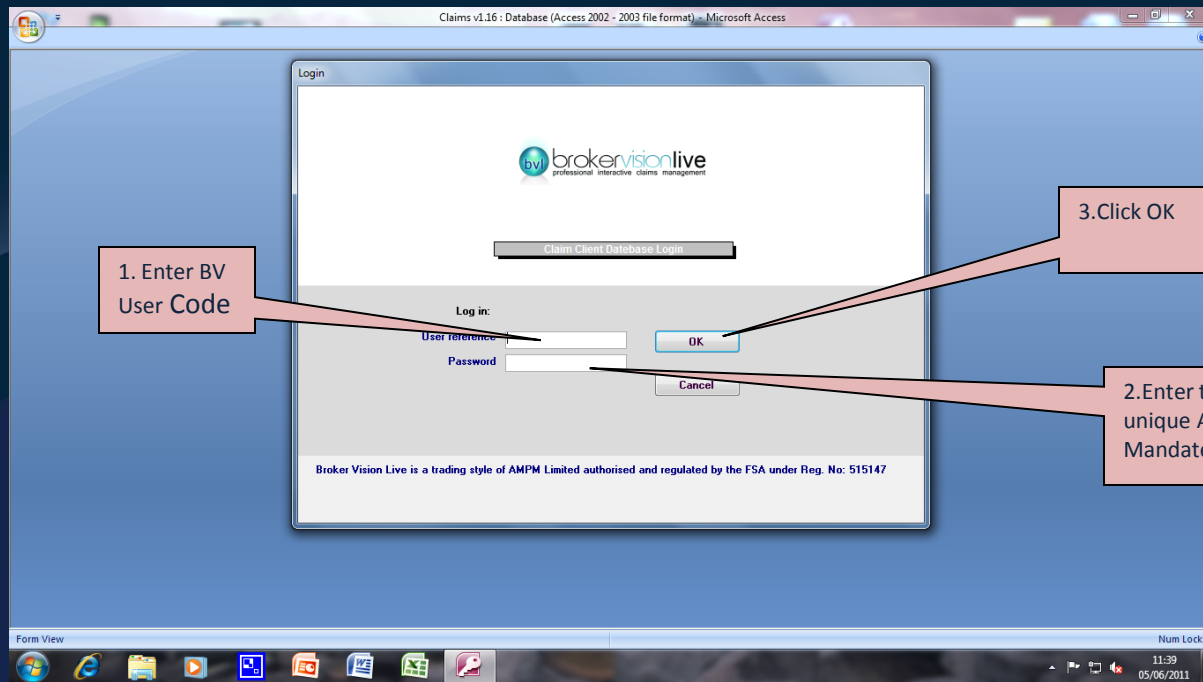 Claims v1.16 : Database (Access 2002 - 2003 file format) - Microsoft Access
Login
bvl brokervisionlive
professional interactive claims management
3.Click OK
Claim Client Datebase Login
1. Enter BV
User Code
Log in:
User reference
OK
Password
Cancel
2.Enter
unique
Broker Vision Live is a trading style of AMPM Limited authorised and regulated by the FSA under Reg. No: 515147
Form View
Num Lock
11:39
05/06/2011